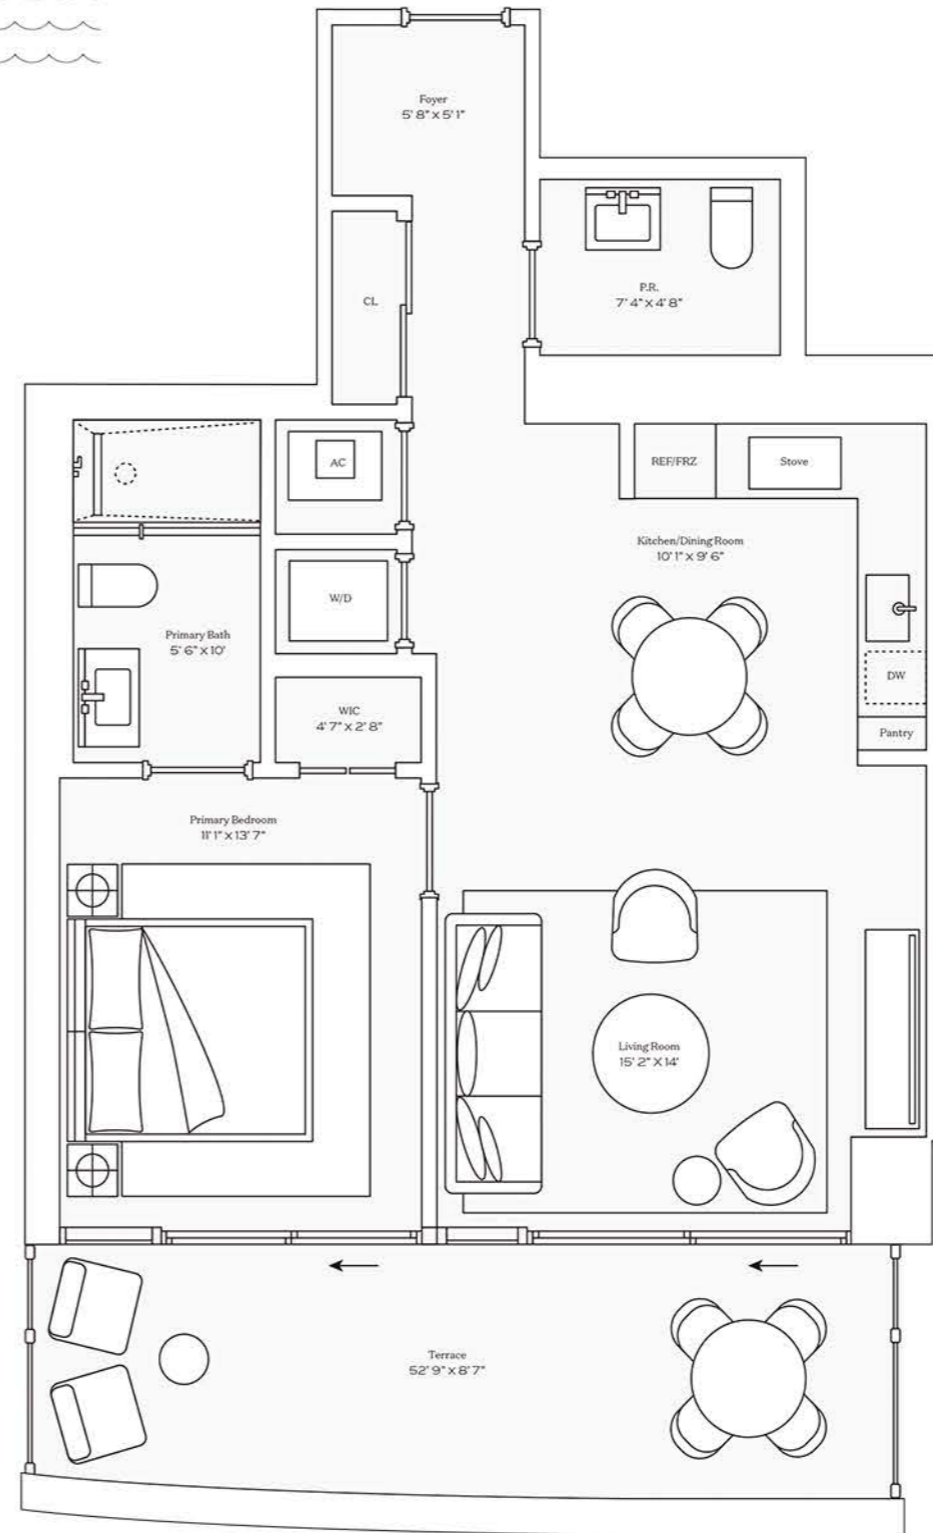 Foyer
5' 8" x 5' 1"
P.R.
7' 4" x 4' 8"
CL
AC
REF/FRZ
Stove
Kitchen/Dining Room
10' 1" x 9' 6"
W/D
Primary Bath
5' 6" x 10'
DW
WIC
4' 7" x 2' 8"
Pantry
Primary Bedroom
11' 1" x 13' 7"
Living Room
15' 2" X 14'
Terrace
52' 9" x 8' 7"